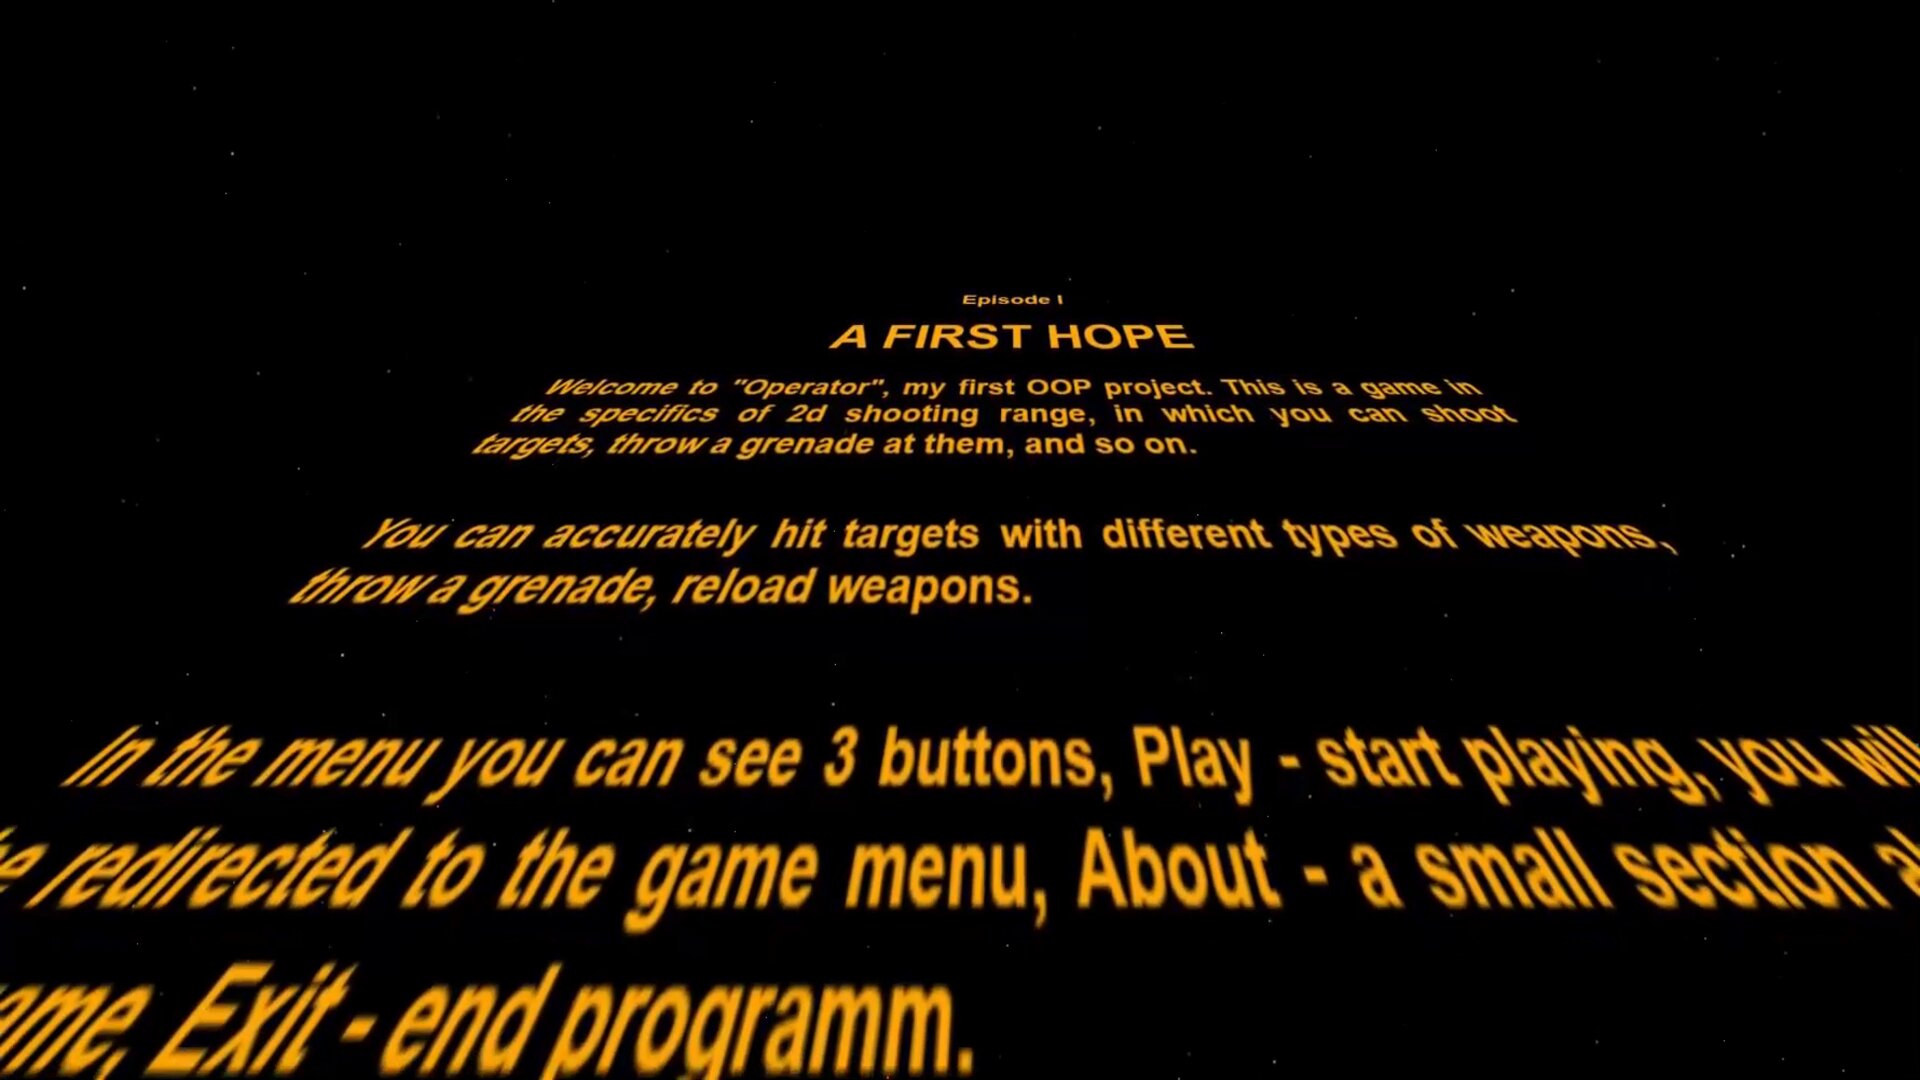 Episode I
A FIRST HOPE
Welcome to "Operator", my first OOP project. This is a game in
the specifics of 2d shooting range, in which you can shoot
targets, throw a grenade at them, and so on.
You can accurately hit targets with different types of weapons,
throw a grenade, reload weapons.
In the menu you can see 3 buttons, Play - start playing, you will
redirected to the game menu, About - a small section
Exit - end programm.